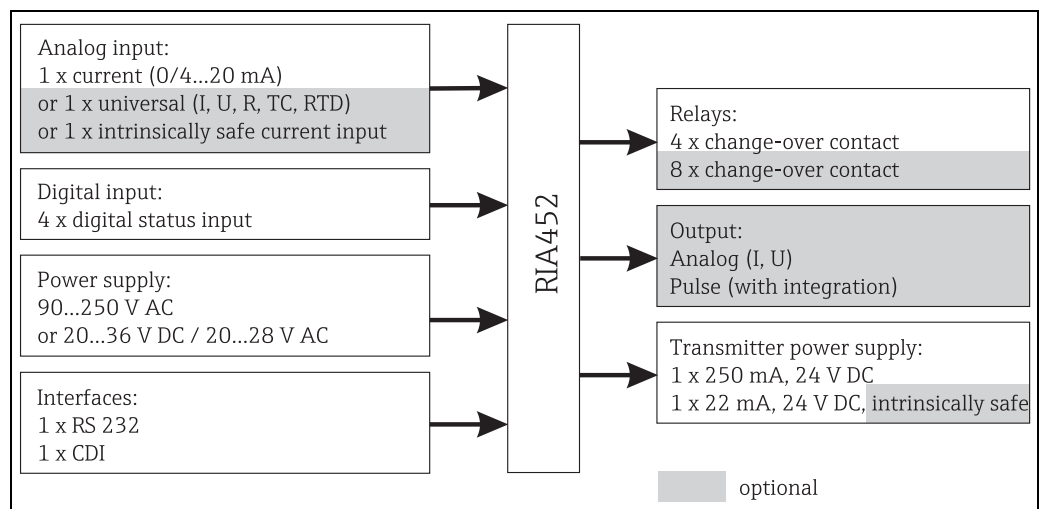 Analog input:
1 x current (0/4...20 mA)
or 1 x universal (I, U, R, TC, RTD)
or 1 x intrinsically safe current input
Digital input:
4 x digital status input
Power supply:
90...250 V AC
or 20...36 V DC / 20...28 V AC
Interfaces:
1 x RS 232
1 x CDI
RIA452
Relays:
4 x change-over contact
8 x change-over contact
Output:
Analog (I, U)
Pulse (with integration)
Transmitter power supply:
1 x 250 mA, 24 V DC
1 x 22 mA, 24 V DC, intrinsically safe
optional